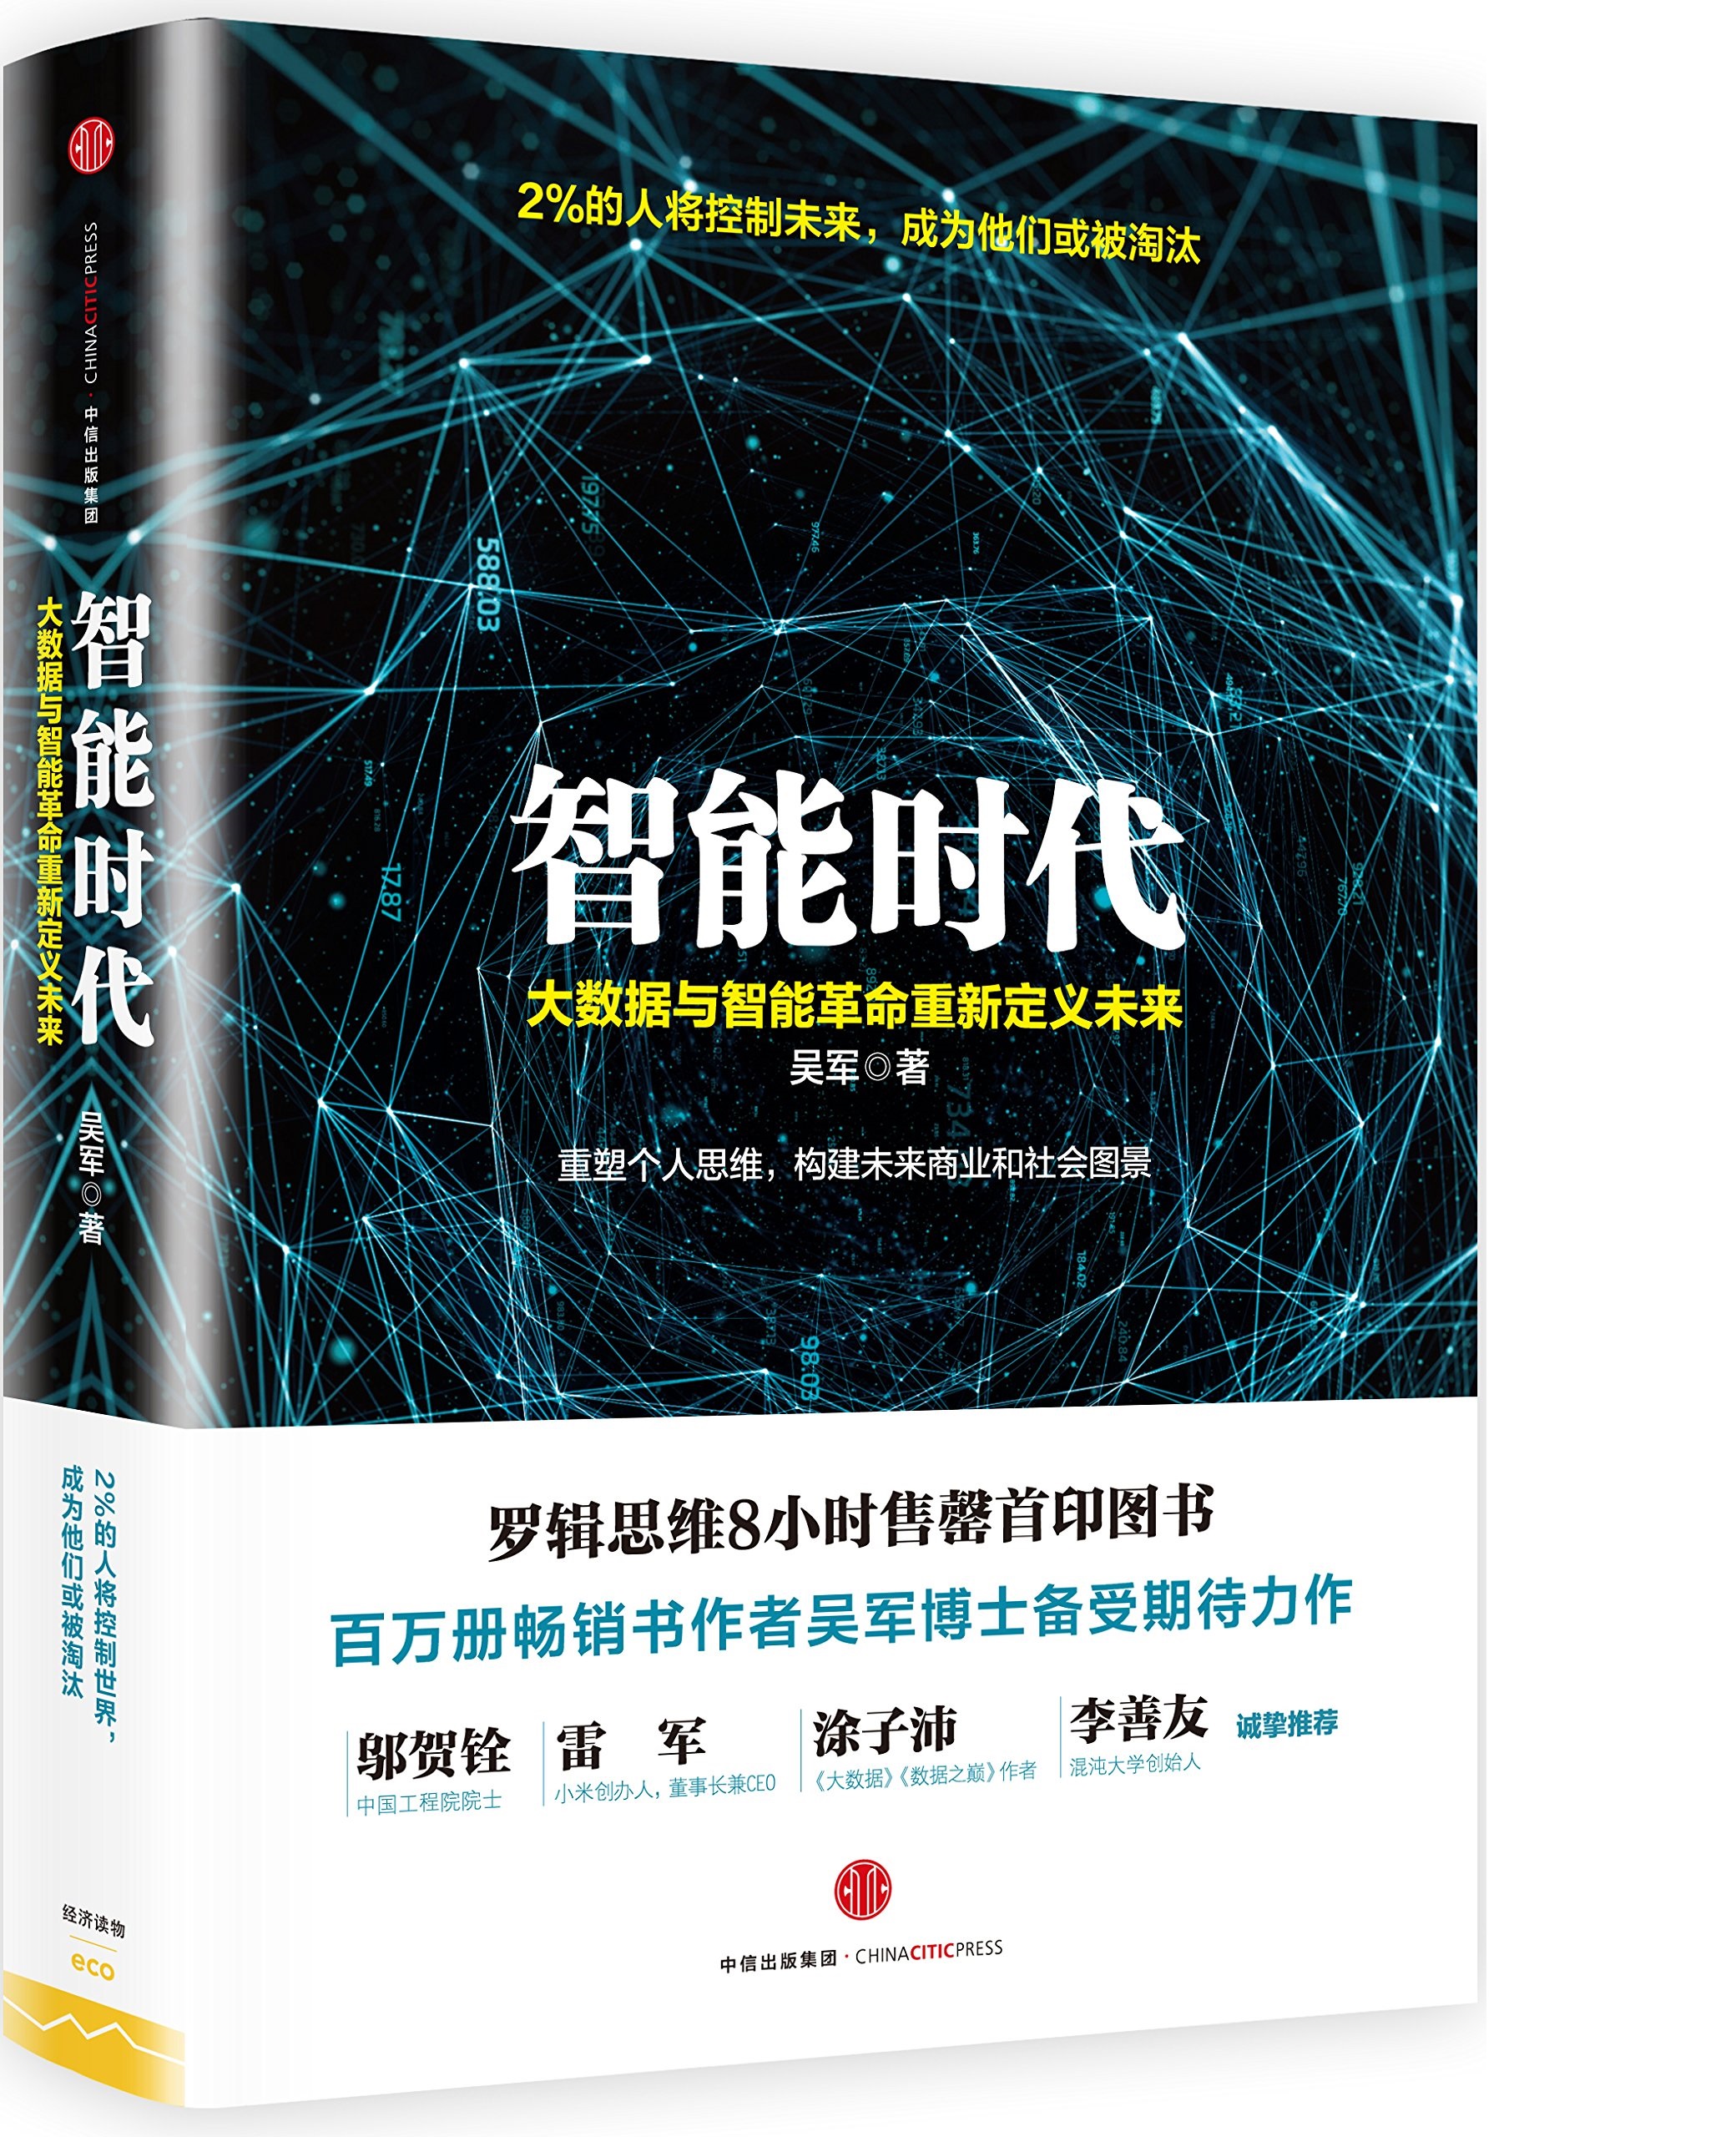 中信出版集团·CHINACITICPRESS
智能时代
大数据与智能革命重新定义未来
吴军◎著
2%的人将控制世界，
成为他们或被淘汰
经济读物
eco
2%的人将控制未来，成为他们或被淘汰
588.03
17.87
98.03
184.02
240.84
智能时代
大数据与智能革命重新定义未来
吴军◎著
重塑个人思维，构建未来商业和社会图景
罗辑思维8小时售罄首印图书
百万册畅销书作者吴军博士备受期待力作
邬贺铨
中国工程院院士
雷 军
小米创办人，董事长兼CEO
涂子沛
《大数据》《数据之巅》作者
李善友
混沌大学创始人
诚挚推荐
中信出版集团·CHINACITICPRESS